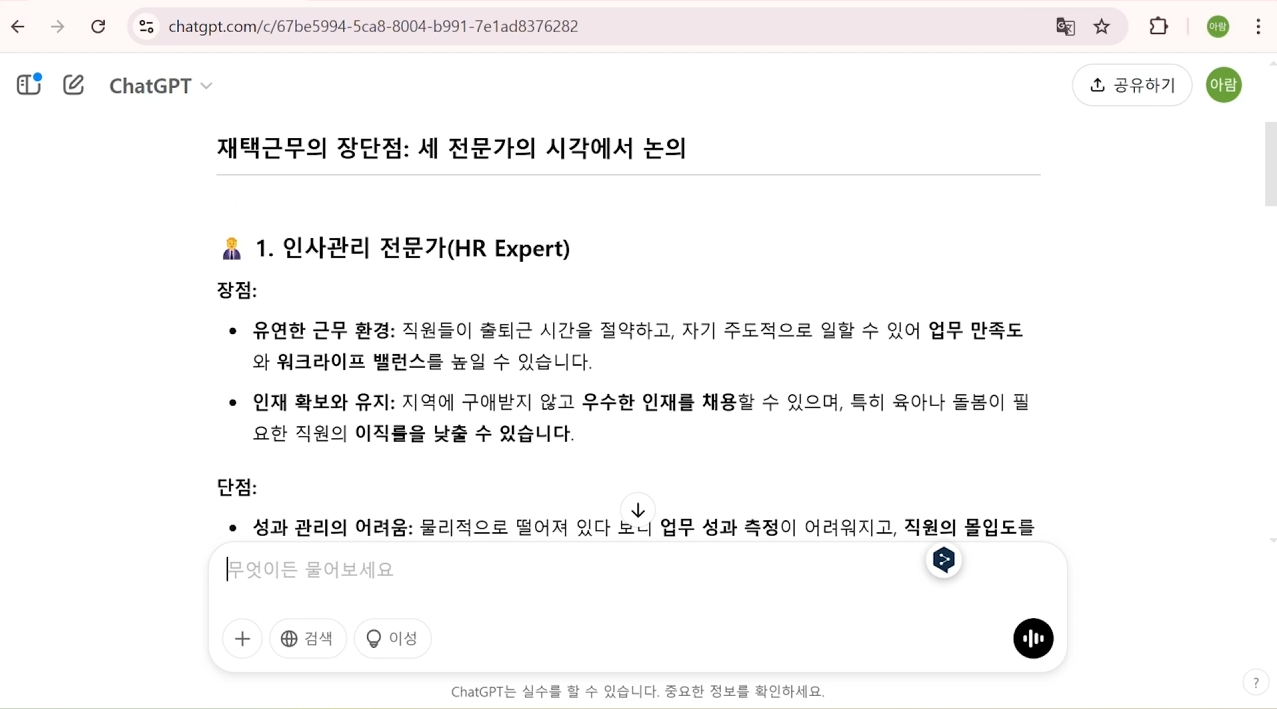 chatgpt.com/c/67be5994-5ca8-8004-b991-7e1ad8376282
아람
ChatGPT
공유하기
아람
재택근무의 장단점: 세 전문가의 시각에서 논의
1. 인사관리 전문가(HR Expert)
장점:
• 유연한 근무 환경: 직원들이 출퇴근 시간을 절약하고, 자기 주도적으로 일할 수 있어 업무 만족도
와 워크라이프 밸런스를 높일 수 있습니다.
• 인재 확보와 유지: 지역에 구애받지 않고 우수한 인재를 채용할 수 있으며, 특히 육아나 돌봄이 필
요한 직원의 이직률을 낮출 수 있습니다.
단점:
• 성과 관리의 어려움: 물리적으로 떨어져 있다 보니 업무 성과 측정이 어려워지고, 직원의 몰입도를
무엇이든 물어보세요
검색
이성
ChatGPT는 실수를 할 수 있습니다. 중요한 정보를 확인하세요.
?